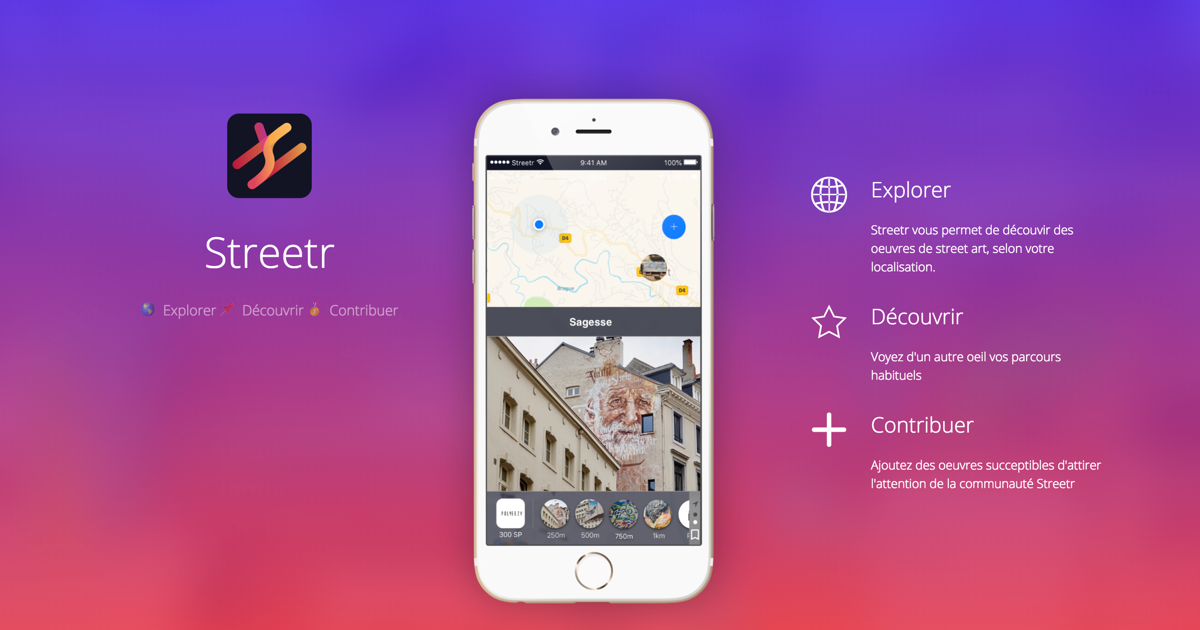 Streetr
Explorer Découvrir Contribuer
Streetr 9:41 AM 100%
D4
D4
Sagesse
300 SP 250m 500m 750m 1km
Explorer
Streetr vous permet de découvir des
oeuvres de street art, selon votre
localisation.
Découvrir
Voyez d'un autre oeil vos parcours
habituels
Contribuer
Ajoutez des oeuvres succeptibles d'attirer
l'attention de la communauté Streetr